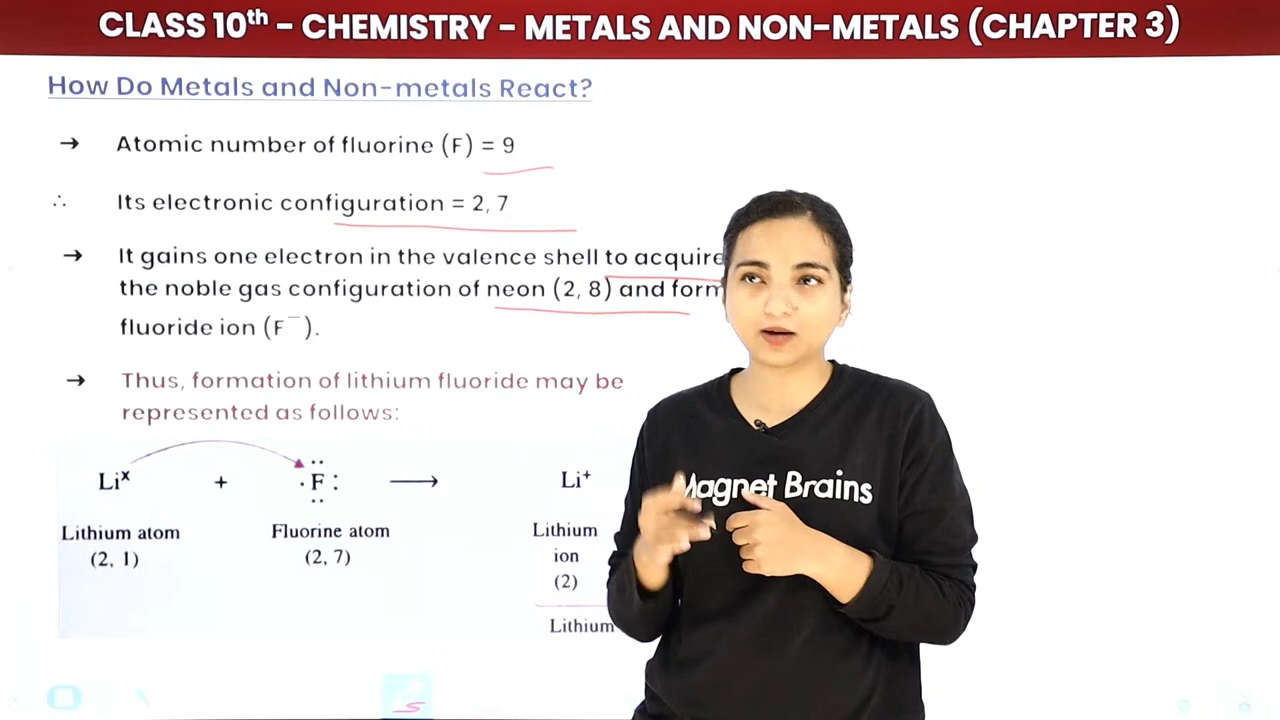 CLASS 10th - CHEMISTRY - METALS AND NON-METALS (CHAPTER 3)
How Do Metals and Non-metals React?
→ Atomic number of fluorine (F) = 9
∴ Its electronic configuration = 2, 7
→ It gains one electron in the valence shell to acquire
the noble gas configuration of neon (2, 8) and form
fluoride ion (F⁻).
→ Thus, formation of lithium fluoride may be
represented as follows:
Liˣ + ·F: ⟶ Li⁺
Lithium atom Fluorine atom Lithium
(2, 1) (2, 7) ion
(2)
Lithium
Magnet Brains